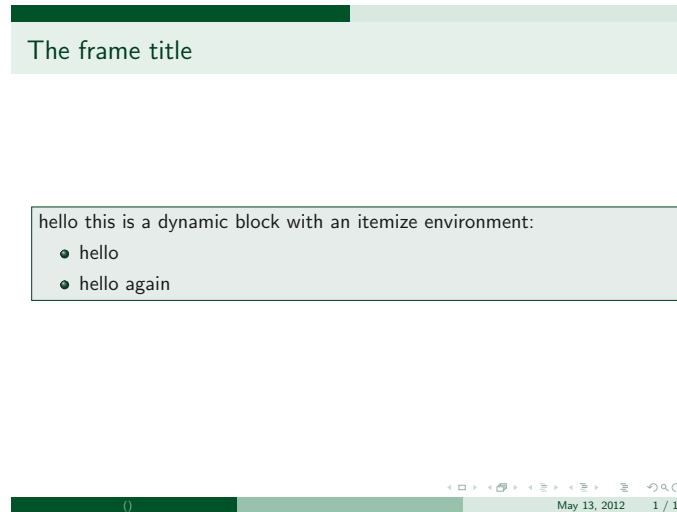 The frame title
hello this is a dynamic block with an itemize environment:
hello
hello again
()
May 13, 2012
1 / 1